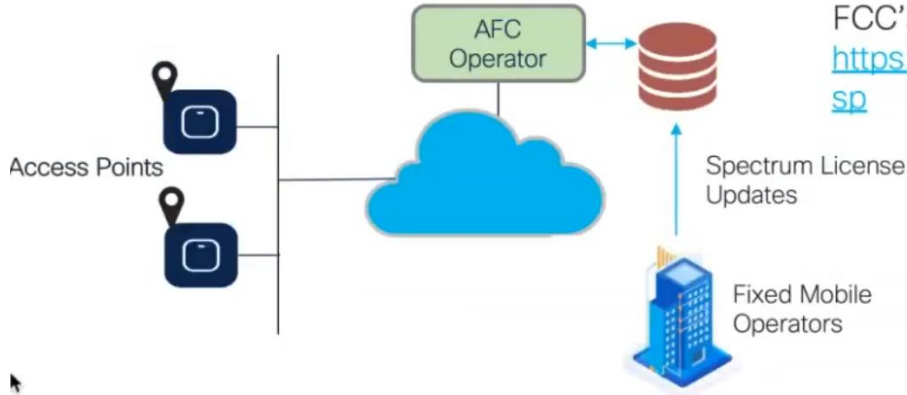 AFC
Operator
FCC'
https
sp
Access Points
Spectrum License
Updates
Fixed Mobile
Operators